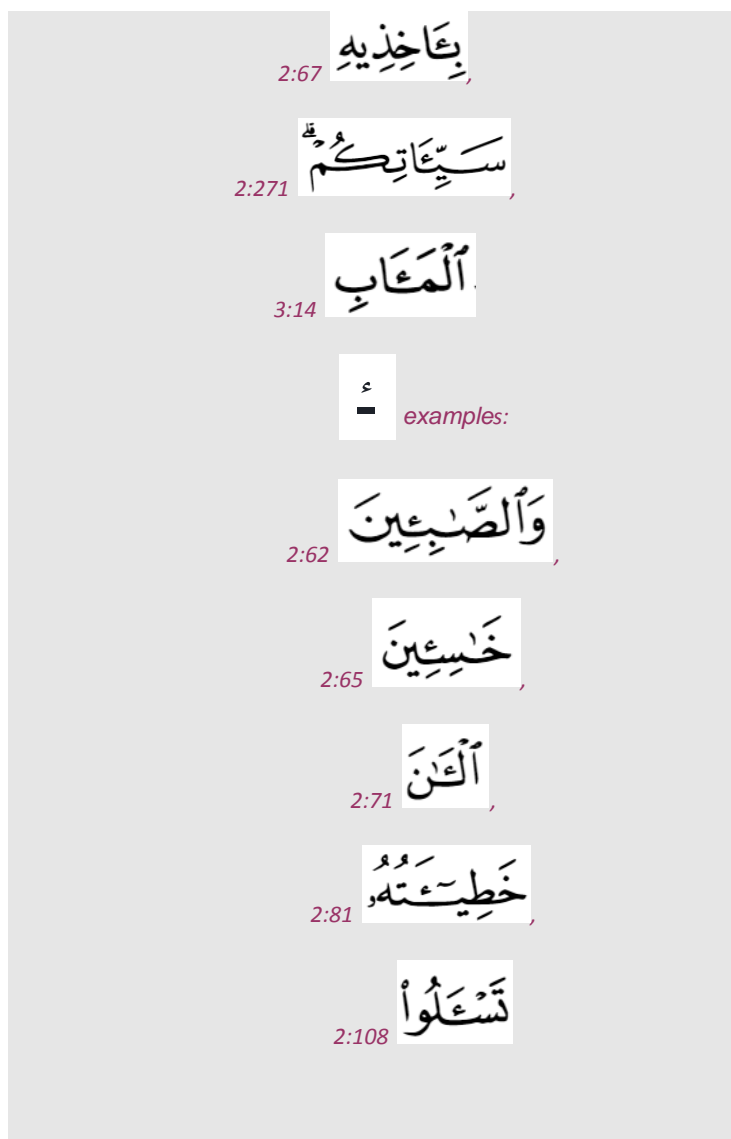 2:67 بِـَٔاخِذِيهِ,
2:271 سَيِّـَٔاتِكُمْ ۗ,
3:14 ٱلْمَـَٔابِ
ـٔ examples:
2:62 وَٱلصَّـٰبِـِٔينَ,
2:65 خَـٰسِـِٔينَ,
2:71 ٱلْـَٔـٰنَ,
2:81 خَطِيٓـَٔتُهُۥ,
2:108 تَسْـَٔلُوا۟